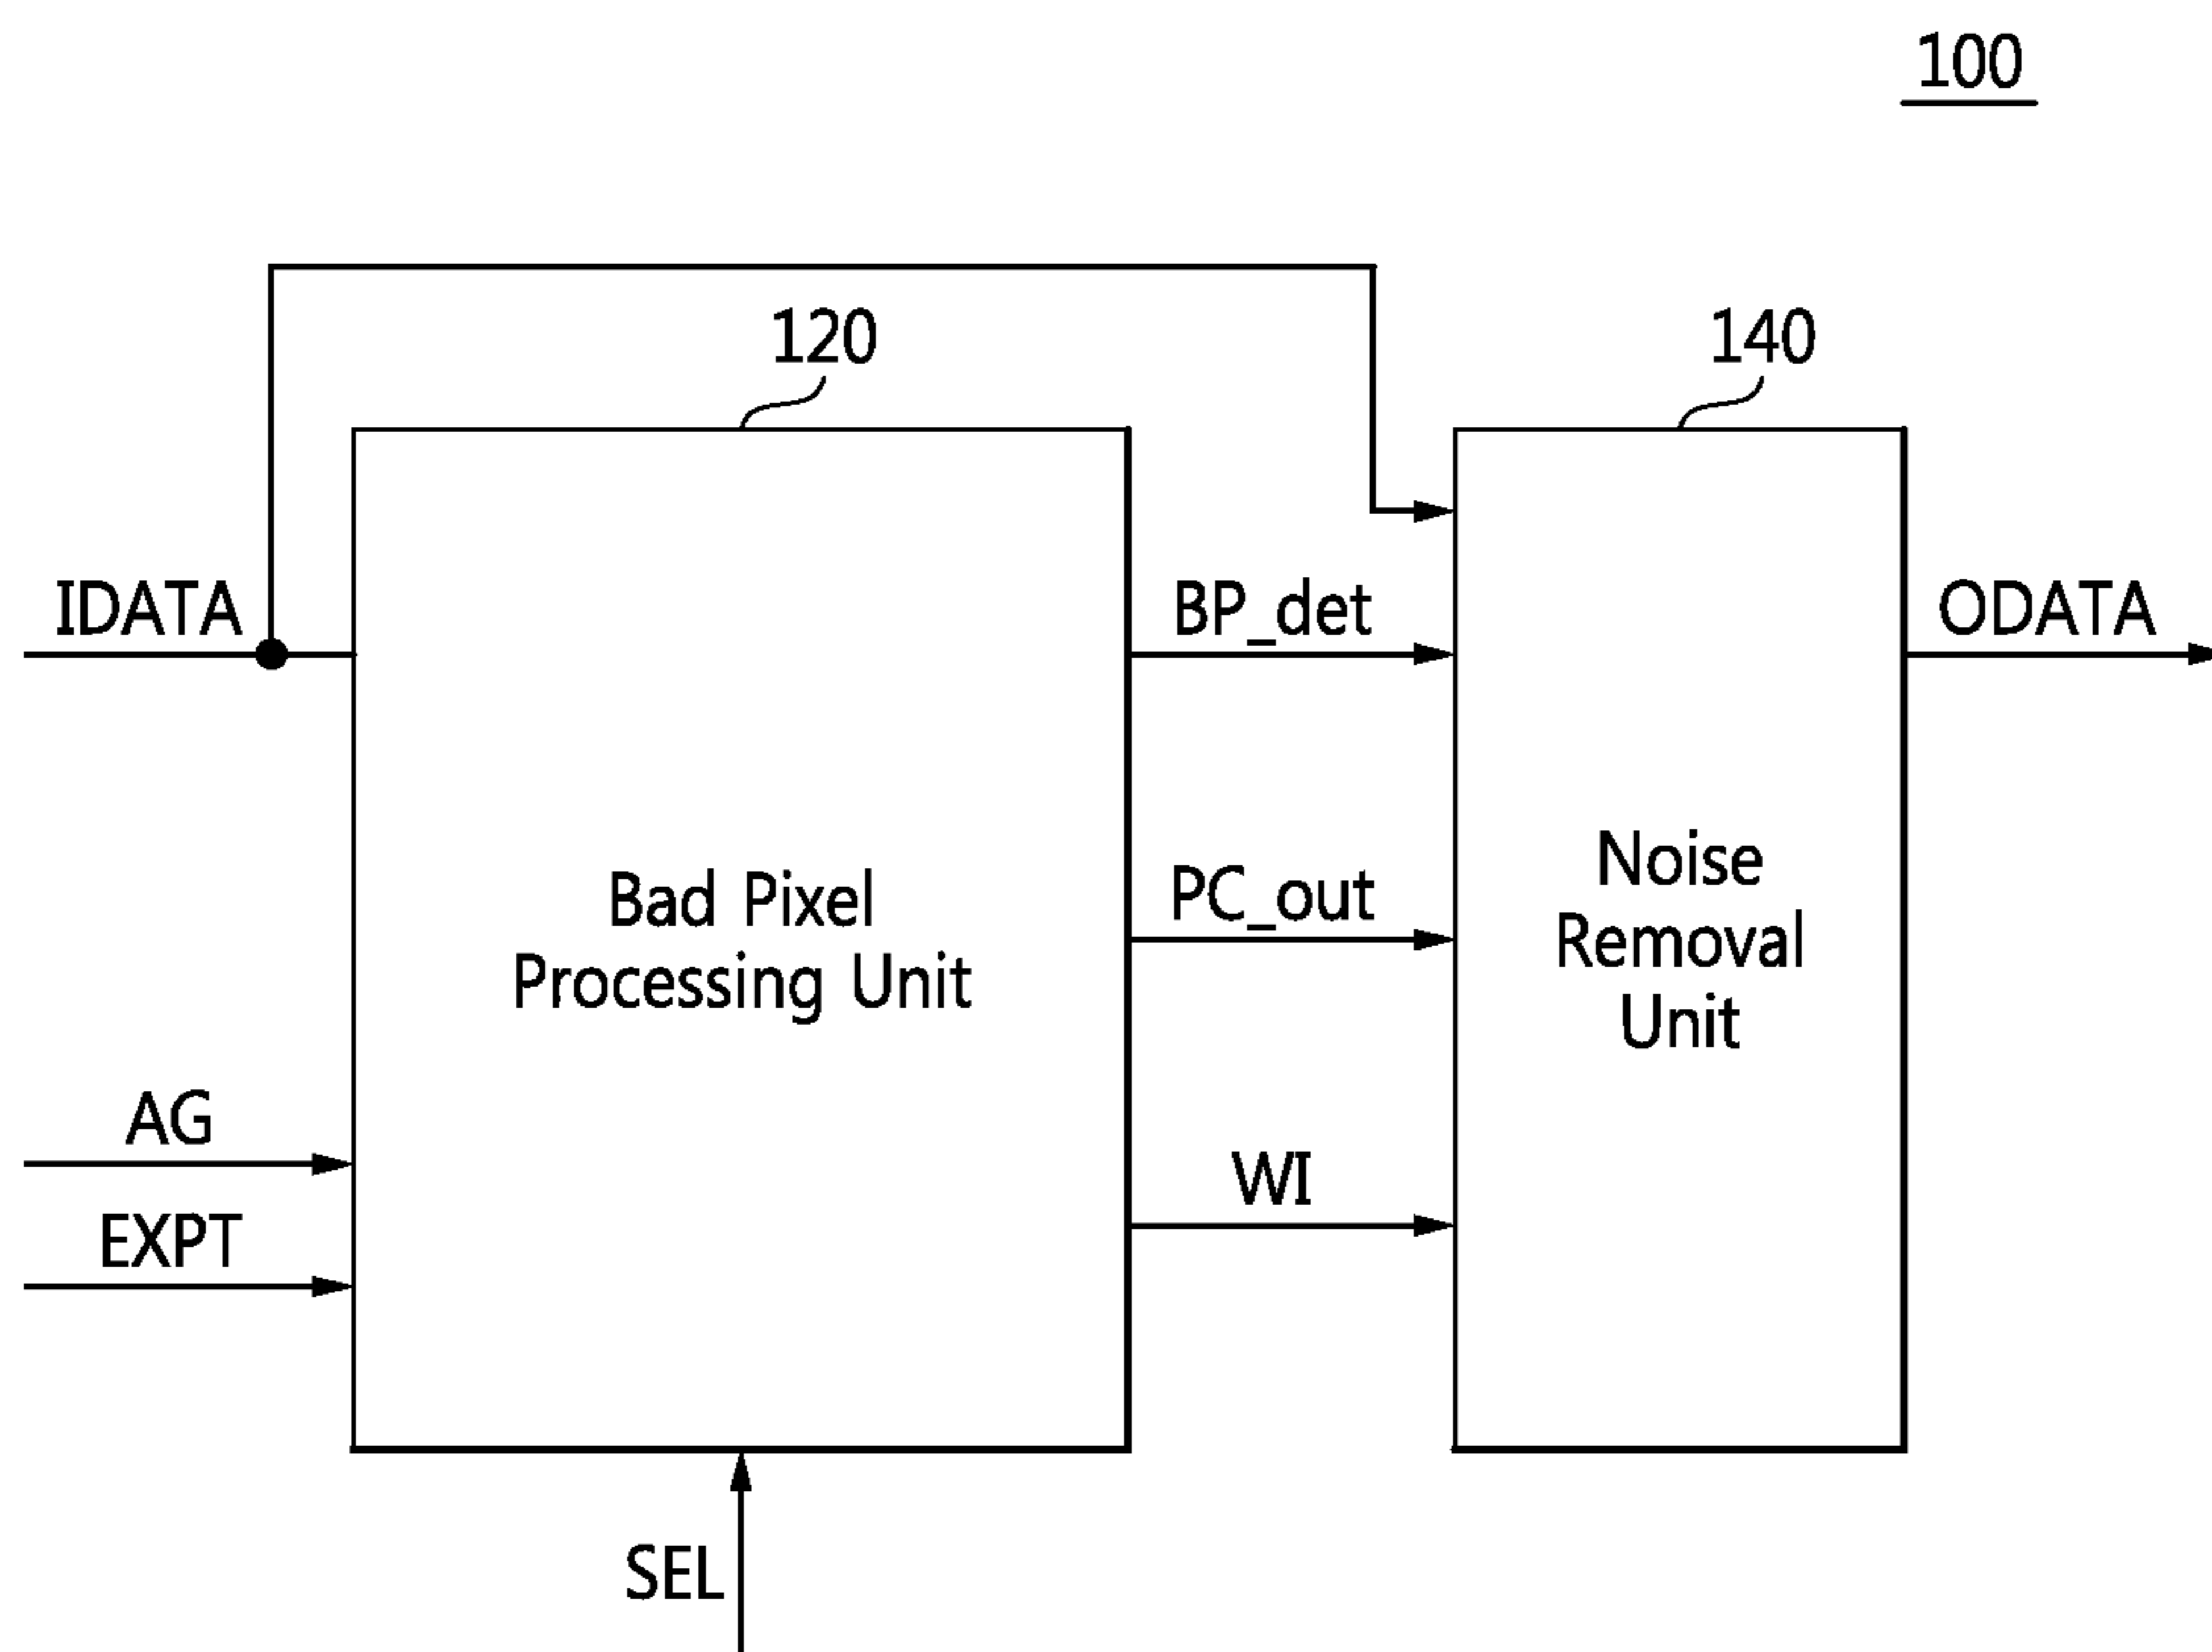 100
120
140
IDATA
BP_det
ODATA
Bad Pixel
Processing Unit
PC_out
Noise
Removal
Unit
AG
EXPT
WI
SEL